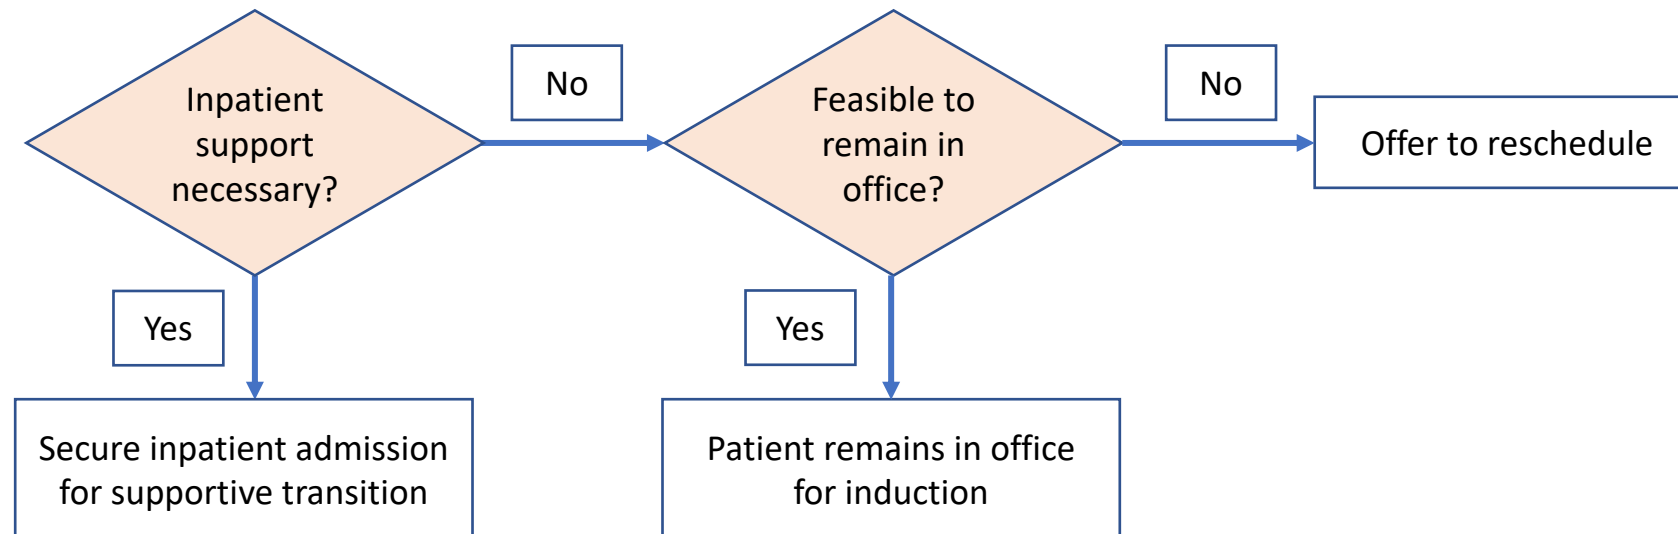 Inpatient
support
necessary?
No
Feasible to
remain in
office?
No
Offer to reschedule
Yes
Yes
Secure inpatient admission
for supportive transition
Patient remains in office
for induction